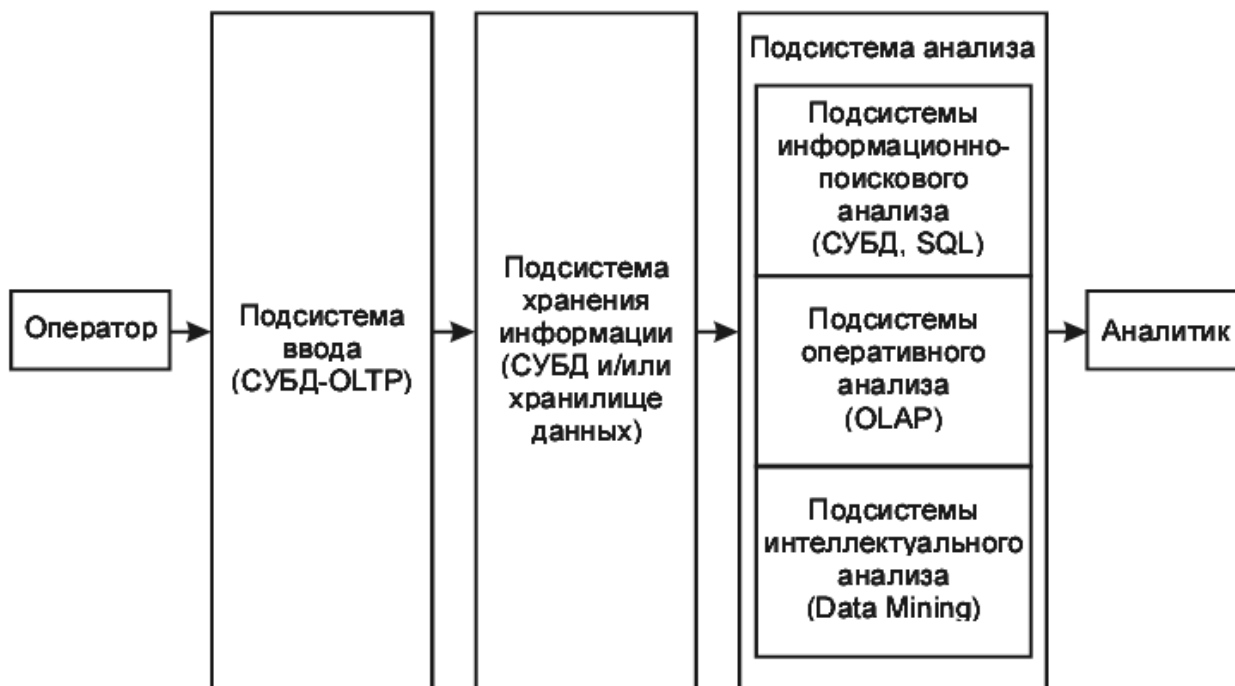 Оператор
Подсистема
ввода
(СУБД-OLTP)
Подсистема
хранения
информации
(СУБД и/или
хранилище
данных)
Подсистема анализа
Подсистемы
информационно-
поискового
анализа
(СУБД, SQL)
Подсистемы
оперативного
анализа
(OLAP)
Подсистемы
интеллектуального
анализа
(Data Mining)
Аналитик